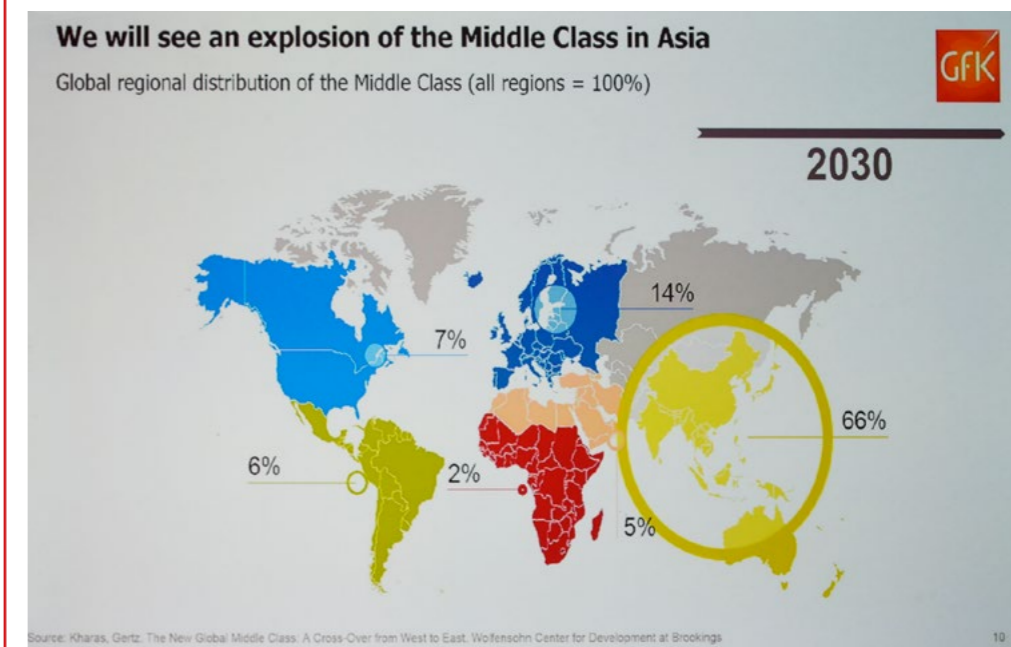 We will see an explosion of the Middle Class in Asia
Global regional distribution of the Middle Class (all regions = 100%)
GfK
2030
14%
7%
66%
6%
2%
5%
Source: Kharas, Gertz. The New Global Middle Class: A Cross-Over from West to East. Wolfensohn Center for Development at Brookings
10